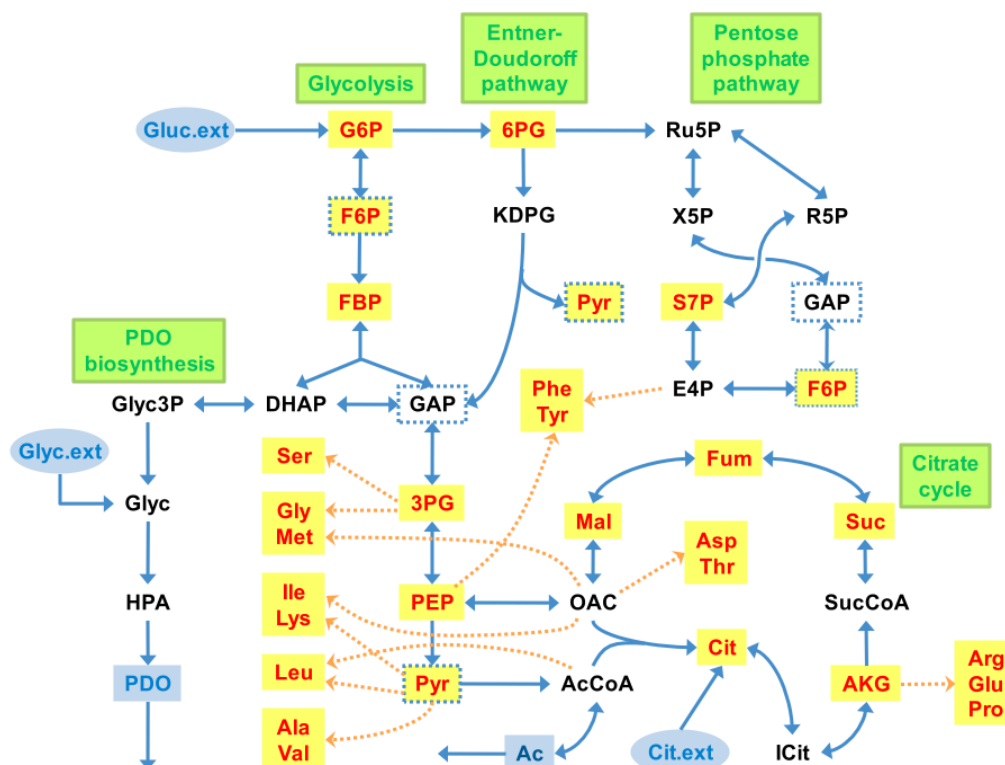 Entner-
Doudoroff
pathway
Pentose
phosphate
pathway
Glycolysis
Gluc.ext
G6P
6PG
Ru5P
F6P
KDPG
X5P
R5P
FBP
Pyr
S7P
GAP
PDO
biosynthesis
Glyc3P
DHAP
GAP
Phe
Tyr
E4P
F6P
Glyc.ext
Ser
Fum
Citrate
cycle
Glyc
3PG
Gly
Met
Mal
Suc
Asp
Thr
HPA
Ile
Lys
PEP
OAC
SucCoA
PDO
Leu
Pyr
AcCoA
Cit
AKG
Arg
Glu
Pro
Ala
Val
Ac
Cit.ext
ICit